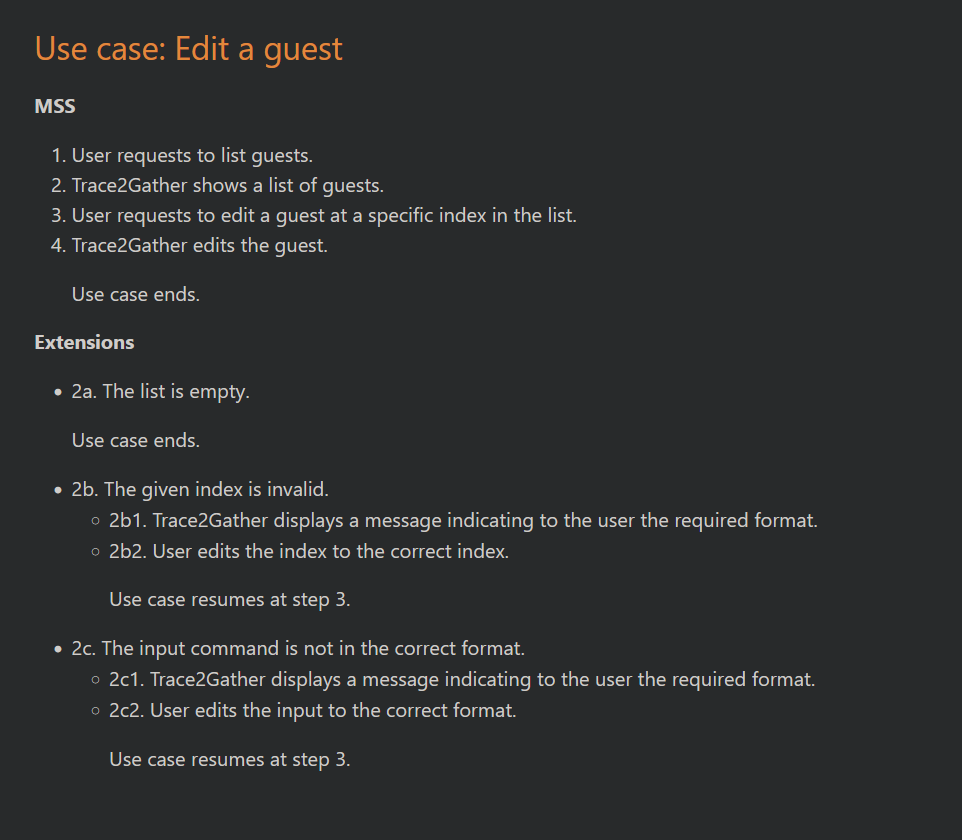 Use case: Edit a guest
MSS
1. User requests to list guests.
2. Trace2Gather shows a list of guests.
3. User requests to edit a guest at a specific index in the list.
4. Trace2Gather edits the guest.
Use case ends.
Extensions
• 2a. The list is empty.
Use case ends.
• 2b. The given index is invalid.
○ 2b1. Trace2Gather displays a message indicating to the user the required format.
○ 2b2. User edits the index to the correct index.
Use case resumes at step 3.
• 2c. The input command is not in the correct format.
○ 2c1. Trace2Gather displays a message indicating to the user the required format.
○ 2c2. User edits the input to the correct format.
Use case resumes at step 3.